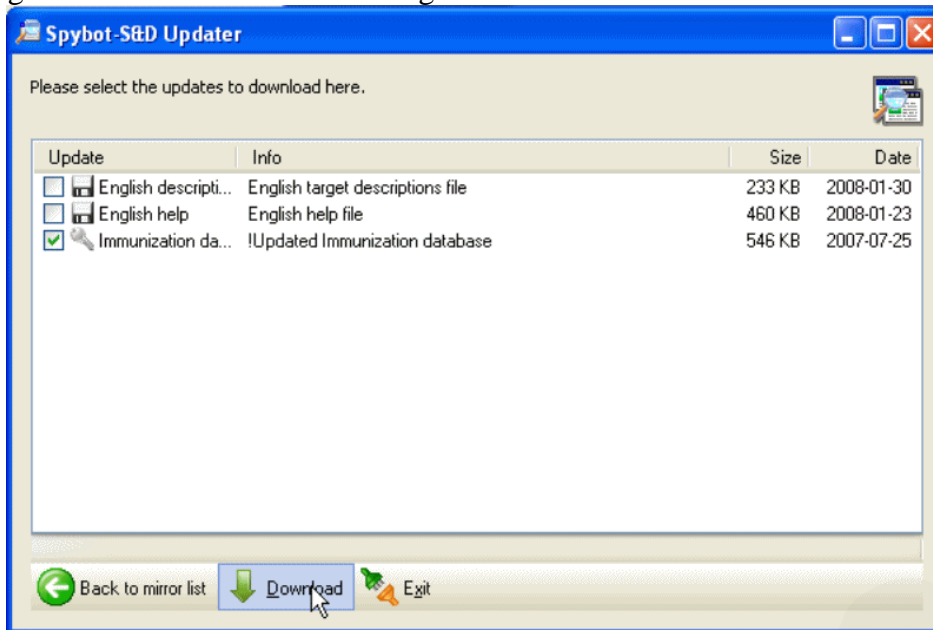 Spybot-S&D Updater
Please select the updates to download here.
Update Info Size Date
English descripti... English target descriptions file 233 KB 2008-01-30
English help English help file 460 KB 2008-01-23
Immunization da... !Updated Immunization database 546 KB 2007-07-25
Back to mirror list Download Exit